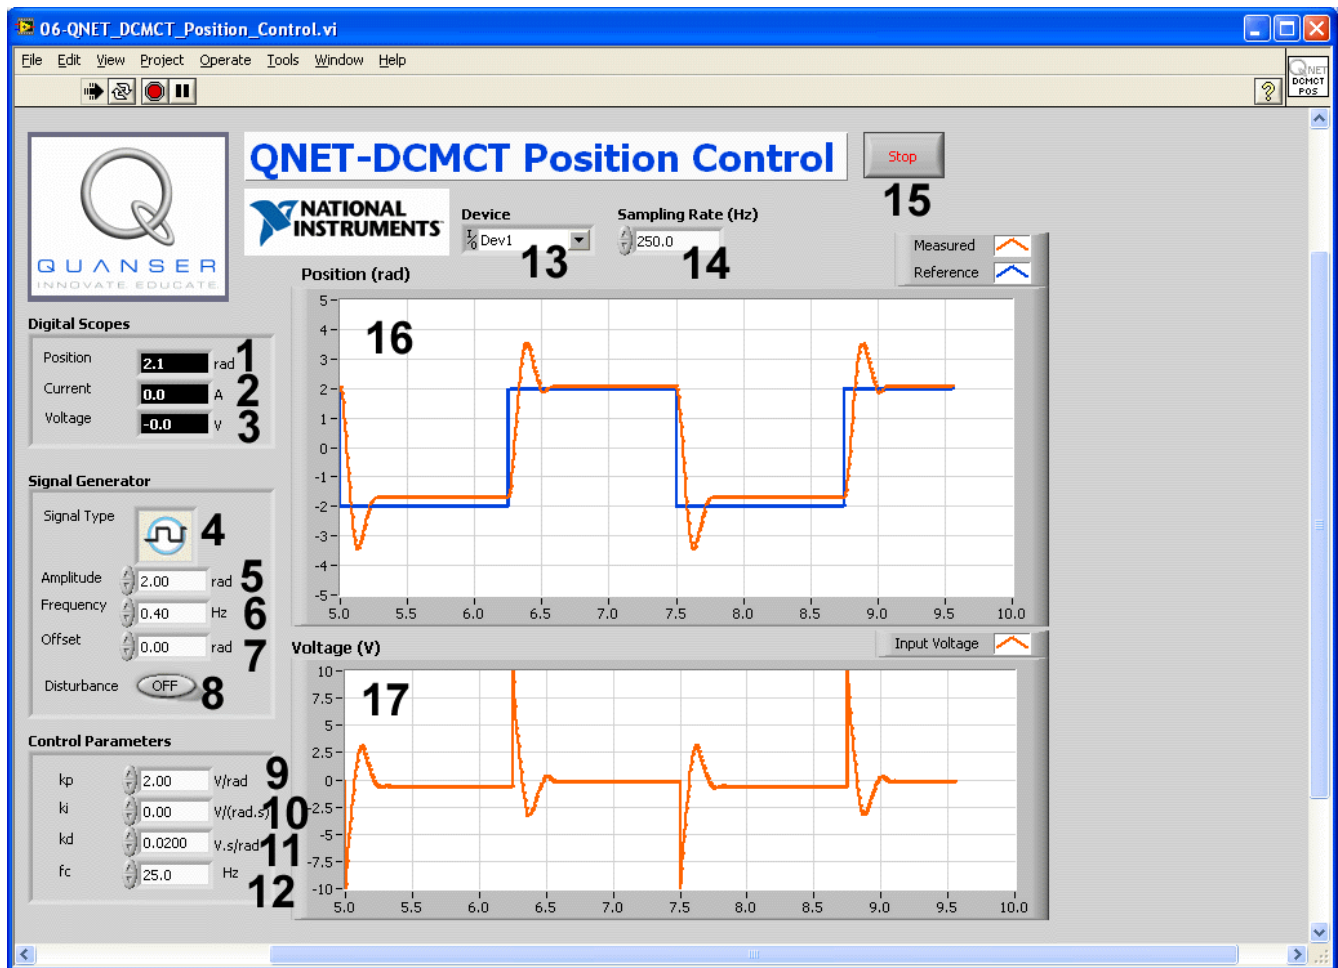 06-QNET_DCMCT_Position_Control.vi
File Edit View Project Operate Tools Window Help
QNET
DCMCT
POS
QUANSER
INNOVATE. EDUCATE.
QNET-DCMCT Position Control
Stop
15
NATIONAL
INSTRUMENTS
Device
I/O Dev1
13
Sampling Rate (Hz)
250.0
14
Measured
Reference
Digital Scopes
Position 2.1 rad 1
Current 0.0 A 2
Voltage -0.0 V 3
Signal Generator
Signal Type 4
Amplitude 2.00 rad 5
Frequency 0.40 Hz 6
Offset 0.00 rad 7
Disturbance OFF 8
Control Parameters
kp 2.00 V/rad 9
ki 0.00 V/(rad.s) 10
kd 0.0200 V.s/rad 11
fc 25.0 Hz 12
Position (rad)
16
5
4
3
2
1
0
-1
-2
-3
-4
-5
5.0 5.5 6.0 6.5 7.0 7.5 8.0 8.5 9.0 9.5 10.0
Voltage (V)
Input Voltage
17
10
7.5
5
2.5
0
-2.5
-5
-7.5
-10
5.0 5.5 6.0 6.5 7.0 7.5 8.0 8.5 9.0 9.5 10.0